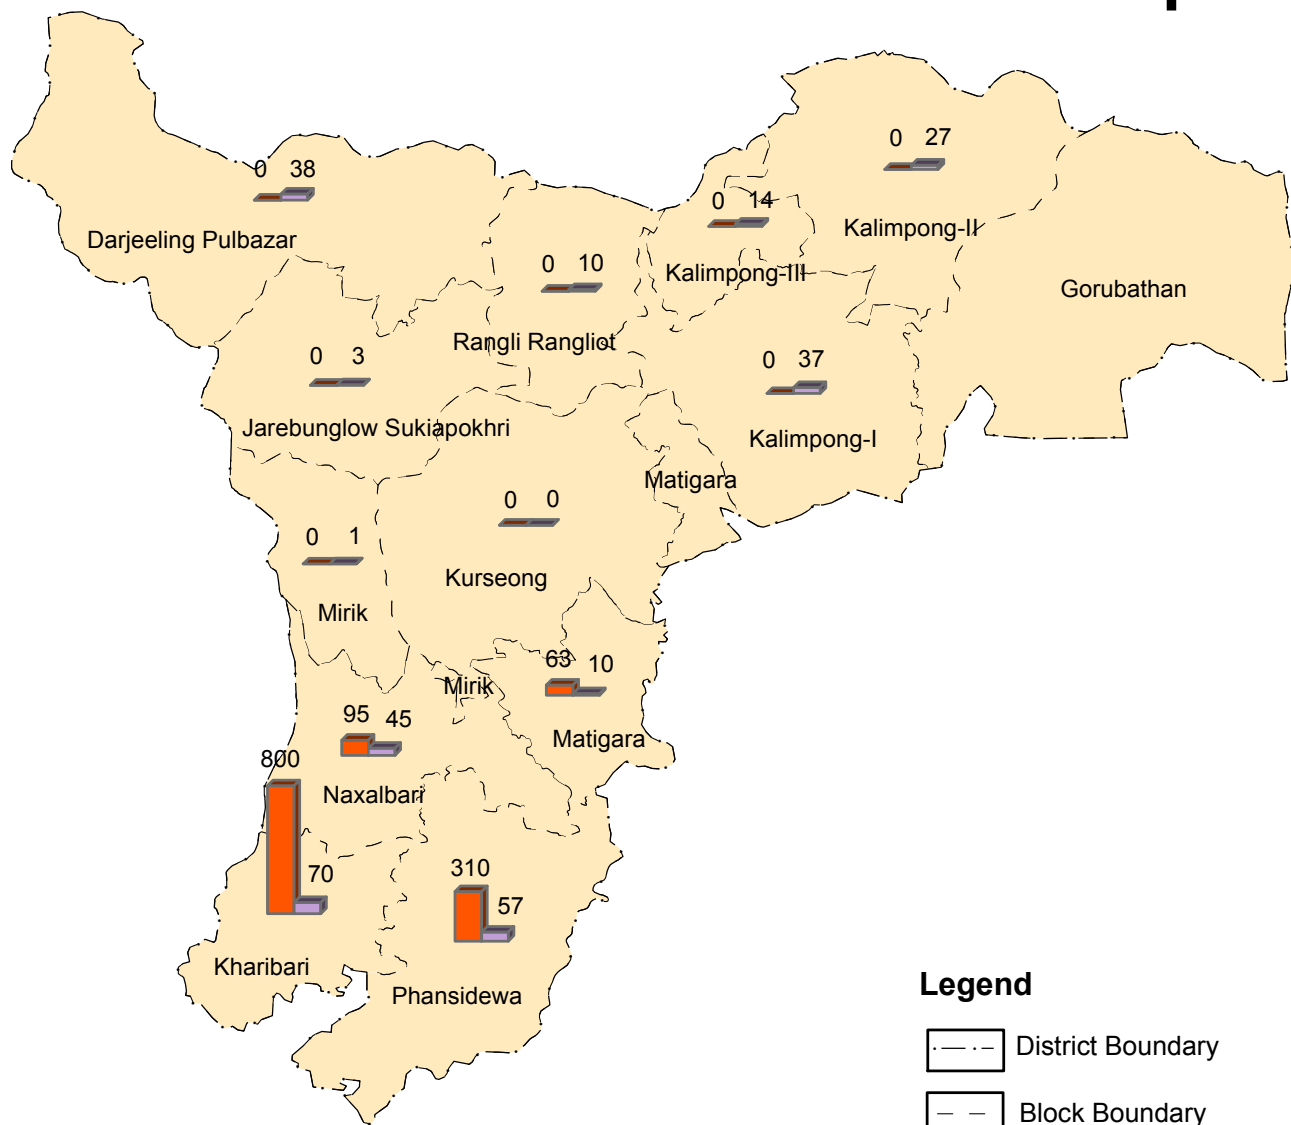 0 27
0 38
0 14
Kalimpong-II
Darjeeling Pulbazar
0 10
Kalimpong-III
Gorubathan
Rangli Rangliot
0 3
0 37
Jarebunglow Sukiapokhri
Kalimpong-I
Matigara
0 0
0 1
Kurseong
Mirik
63 10
Mirik
95 45
Matigara
800
Naxalbari
70
310
57
Kharibari
Phansidewa
Legend
District Boundary
Block Boundary